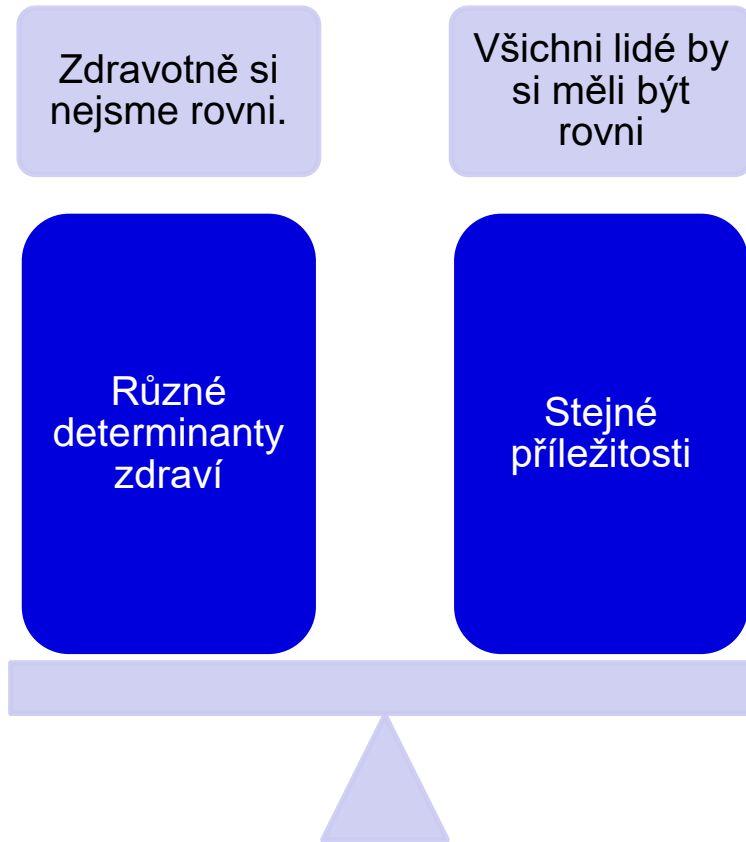 Zdravotně si
nejsme rovni.
Všichni lidé by
si měli být
rovni
Různé
determinanty
zdraví
Stejné
příležitosti